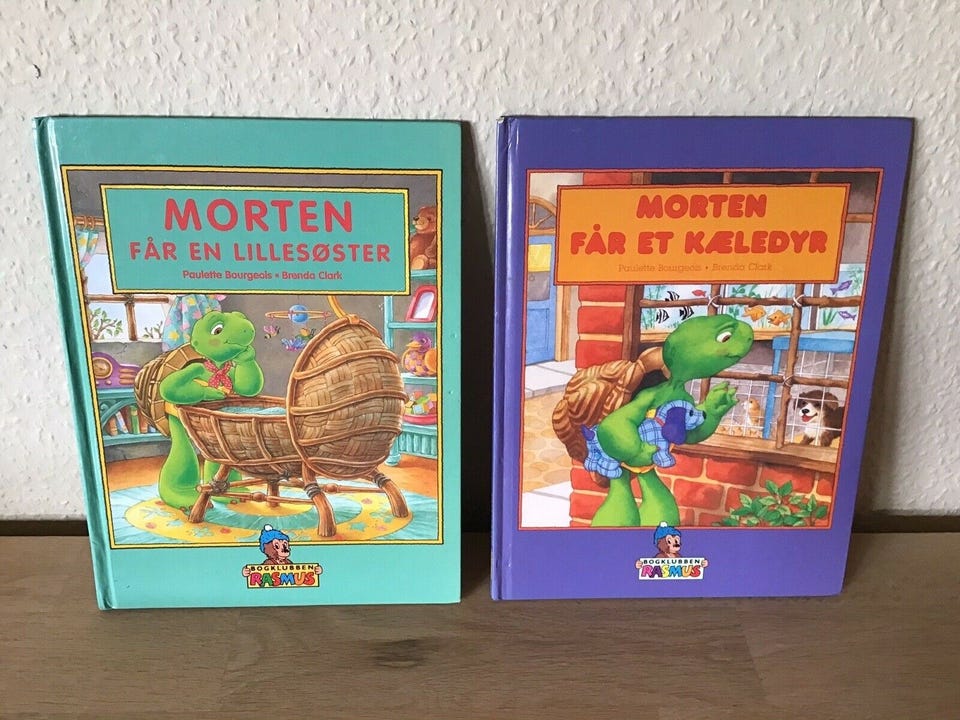 MORTEN
FÅR EN LILLESØSTER
Paulette Bourgeois • Brenda Clark
BOGKLUBBEN
RASMUS
MORTEN
FÅR ET KÆLEDYR
Paulette Bourgeois • Brenda Clark
BOGKLUBBEN
RASMUS